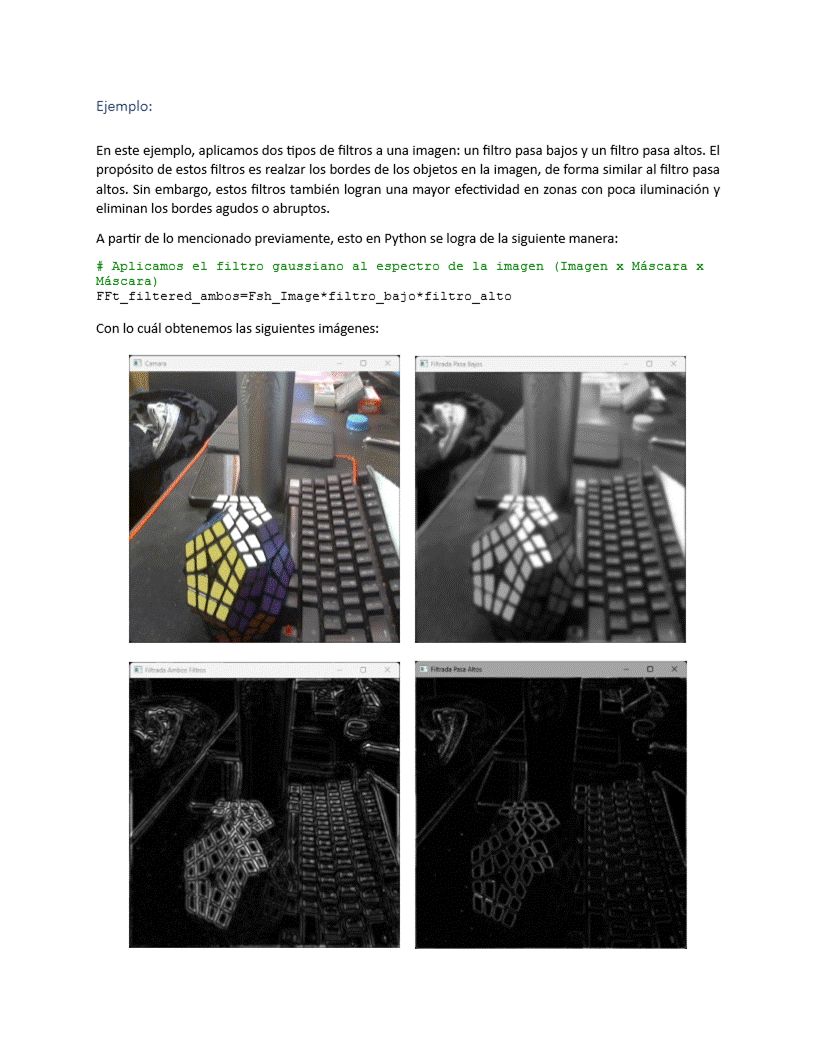 Ejemplo:
En este ejemplo, aplicamos dos tipos de filtros a una imagen: un filtro pasa bajos y un filtro pasa altos. El
propósito de estos filtros es realzar los bordes de los objetos en la imagen, de forma similar al filtro pasa
altos. Sin embargo, estos filtros también logran una mayor efectividad en zonas con poca iluminación y
eliminan los bordes agudos o abruptos.
A partir de lo mencionado previamente, esto en Python se logra de la siguiente manera:
# Aplicamos el filtro gaussiano al espectro de la imagen (Imagen x Máscara x
Máscara)
FFt_filtered_ambos=Fsh_Image*filtro_bajo*filtro_alto
Con lo cuál obtenemos las siguientes imágenes:
Camara
Filtrada Pasa Bajos
Filtrada Ambos Filtros
Filtrada Pasa Altos